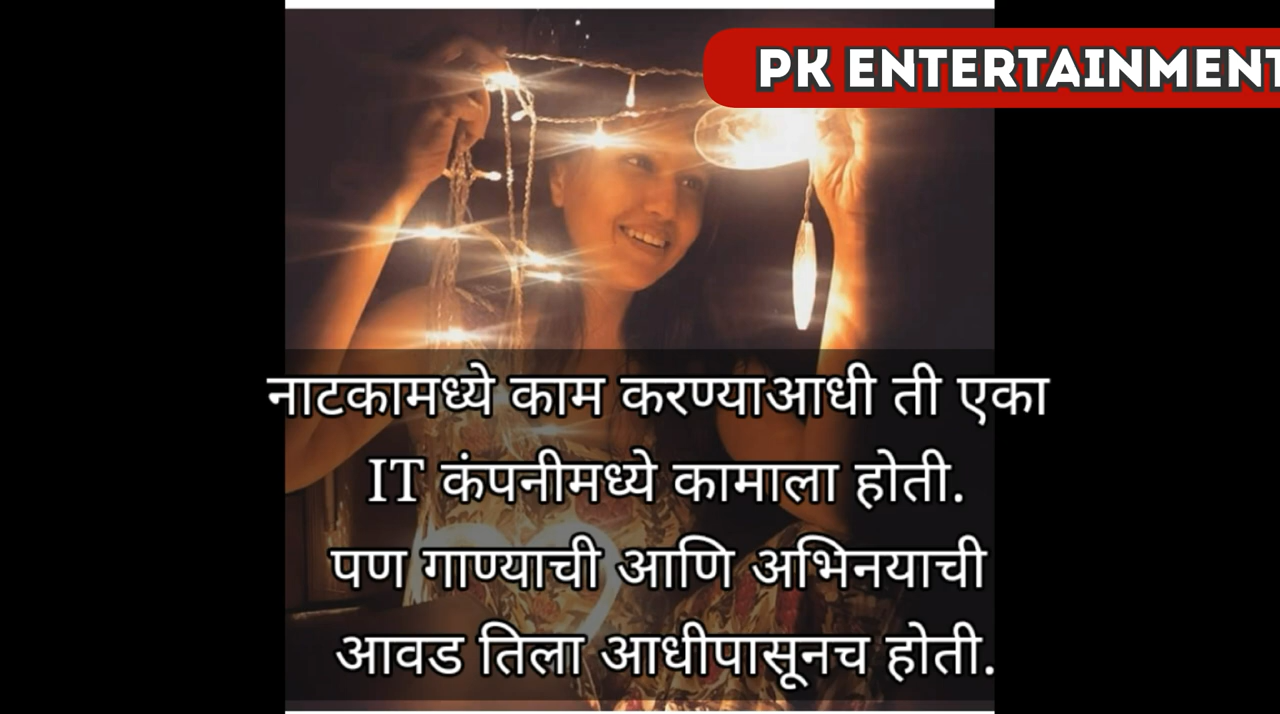 PK ENTERTAINMENT
नाटकामध्ये काम करण्याआधी ती एका
IT कंपनीमध्ये कामाला होती.
पण गाण्याची आणि अभिनयाची
आवड तिला आधीपासूनच होती.